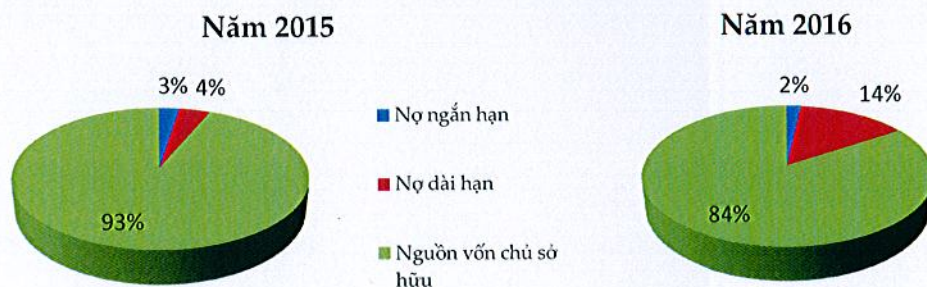 Năm 2015
Năm 2016
3%
4%
93%
Nợ ngắn hạn
Nợ dài hạn
Nguồn vốn chủ sở
hữu
2%
14%
84%